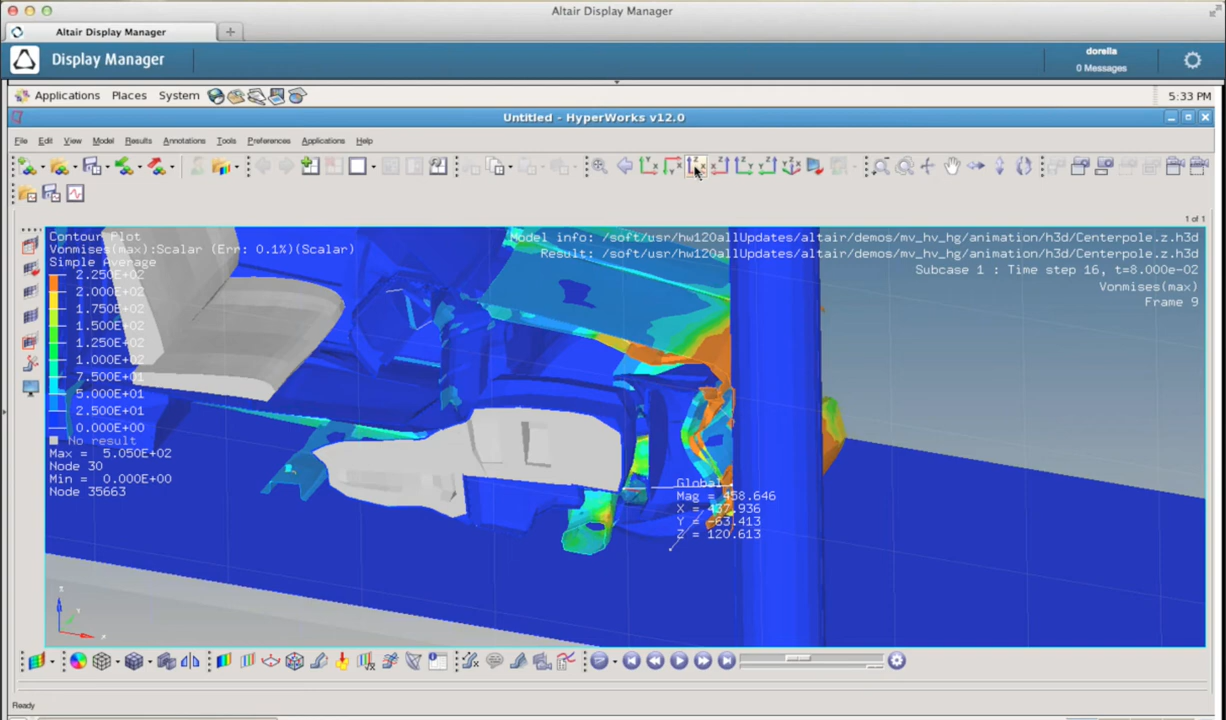 Altair Display Manager
Altair Display Manager
Display Manager
dorella
0 Messages
Applications Places System
5:33 PM
Untitled - HyperWorks v12.0
File Edit View Model Results Annotations Tools Preferences Applications Help
1 of 1
Contour Plot
Vonmises(max):Scalar (Err: 0.1%)(Scalar)
Simple Average
2.250E+02
2.000E+02
1.750E+02
1.500E+02
1.250E+02
1.000E+02
7.500E+01
5.000E+01
2.500E+01
0.000E+00
No result
Max = 5.050E+02
Node 30
Min = 0.000E+00
Node 35663
Model info: /soft/usr/hw120allUpdates/altair/demos/mv_hv_hg/animation/h3d/Centerpole.z.h3d
Result: /soft/usr/hw120allUpdates/altair/demos/mv_hv_hg/animation/h3d/Centerpole.z.h3d
Subcase 1 : Time step 16, t=8.000e-02
Vonmises(max)
Frame 9
Global
Mag = 458.646
X = 437.936
Y = -63.413
Z = 120.613
Z
Y
X
Ready